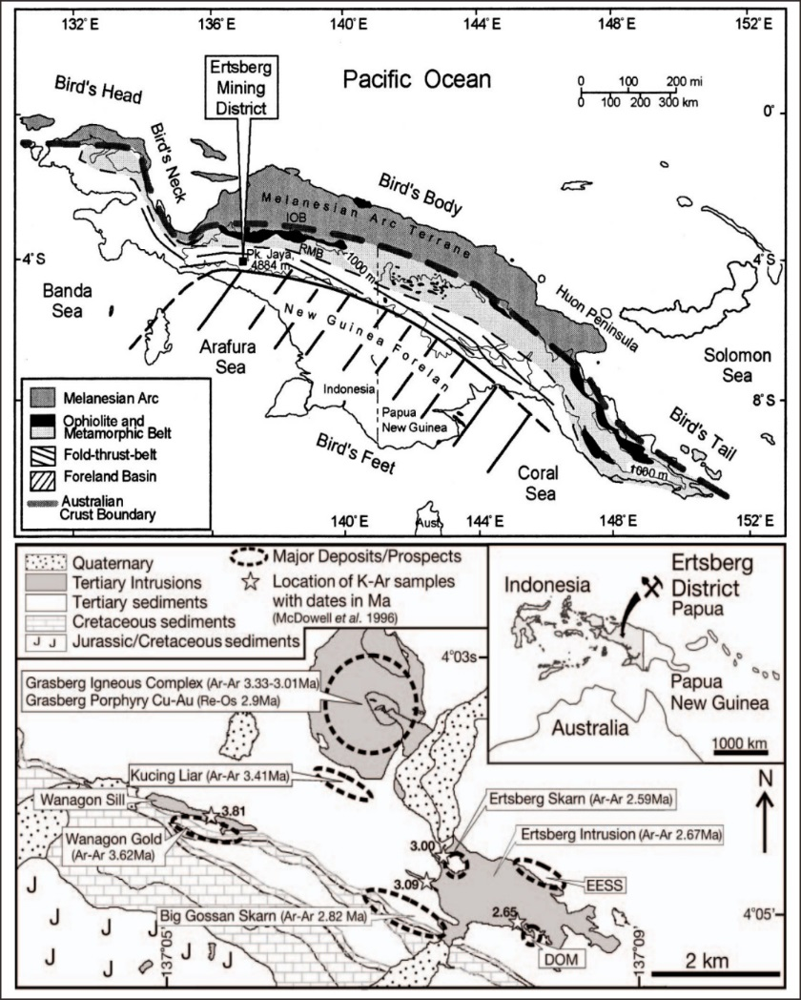 132°E
136°E
140°E
144°E
148°E
152°E
Bird's Head
Ertsberg
Mining
District
Pacific Ocean
0 100 200 mi
0 100 200 300 km
0°
Bird's Neck
Bird's Body
Melanesian Arc Terrane
IOB
RMB
1000 m
4°S
Pk. Jaya,
4884 m
4°S
Banda
Sea
Huon Peninsula
New Guinea Forelan
Arafura
Sea
Solomon
Sea
Indonesia
Papua
New Guinea
8°S
Bird's Feet
Bird's Tail
1000 m
Coral
Sea
Melanesian Arc
Ophiolite and
Metamorphic Belt
Fold-thrust-belt
Foreland Basin
Australian
Crust Boundary
Aust.
140°E
144°E
148°E
152°E
Quaternary
Tertiary Intrusions
Tertiary sediments
Cretaceous sediments
J J Jurassic/Cretaceous sediments
Major Deposits/Prospects
Location of K-Ar samples
with dates in Ma
(McDowell et al. 1996)
Indonesia
Ertsberg
District
Papua
Papua
New Guinea
Australia
1000 km
4°03s
Grasberg Igneous Complex (Ar-Ar 3.33-3.01Ma)
Grasberg Porphyry Cu-Au (Re-Os 2.9Ma)
Kucing Liar (Ar-Ar 3.41Ma)
N
Wanagon Sill
3.81
Ertsberg Skarn (Ar-Ar 2.59Ma)
Wanagon Gold
(Ar-Ar 3.62Ma)
3.00
Ertsberg Intrusion (Ar-Ar 2.67Ma)
3.09
EESS
J
J
J
J
J
J
J
J
Big Gossan Skarn (Ar-Ar 2.82 Ma)
2.65
4°05'
DOM
137°05'
137°09'
2 km